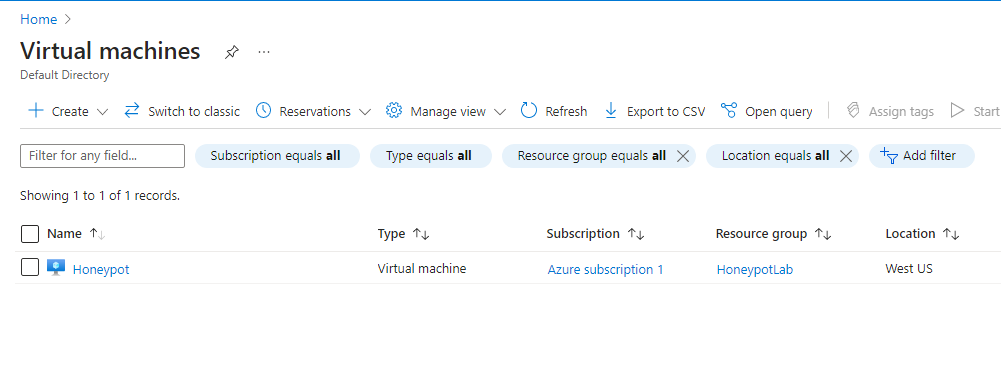 Home >
Virtual machines ...
Default Directory
Create Switch to classic Reservations Manage view Refresh Export to CSV Open query Assign tags Start
Filter for any field... Subscription equals all Type equals all Resource group equals all Location equals all Add filter
Showing 1 to 1 of 1 records.
Name Type Subscription Resource group Location
Honeypot Virtual machine Azure subscription 1 HoneypotLab West US